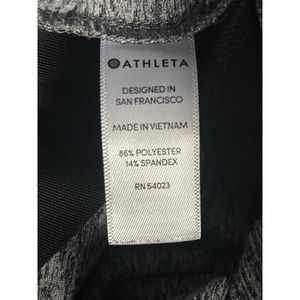 ATHLETA
DESIGNED IN
SAN FRANCISCO
MADE IN VIETNAM
86% POLYESTER
14% SPANDEX
RN 54023